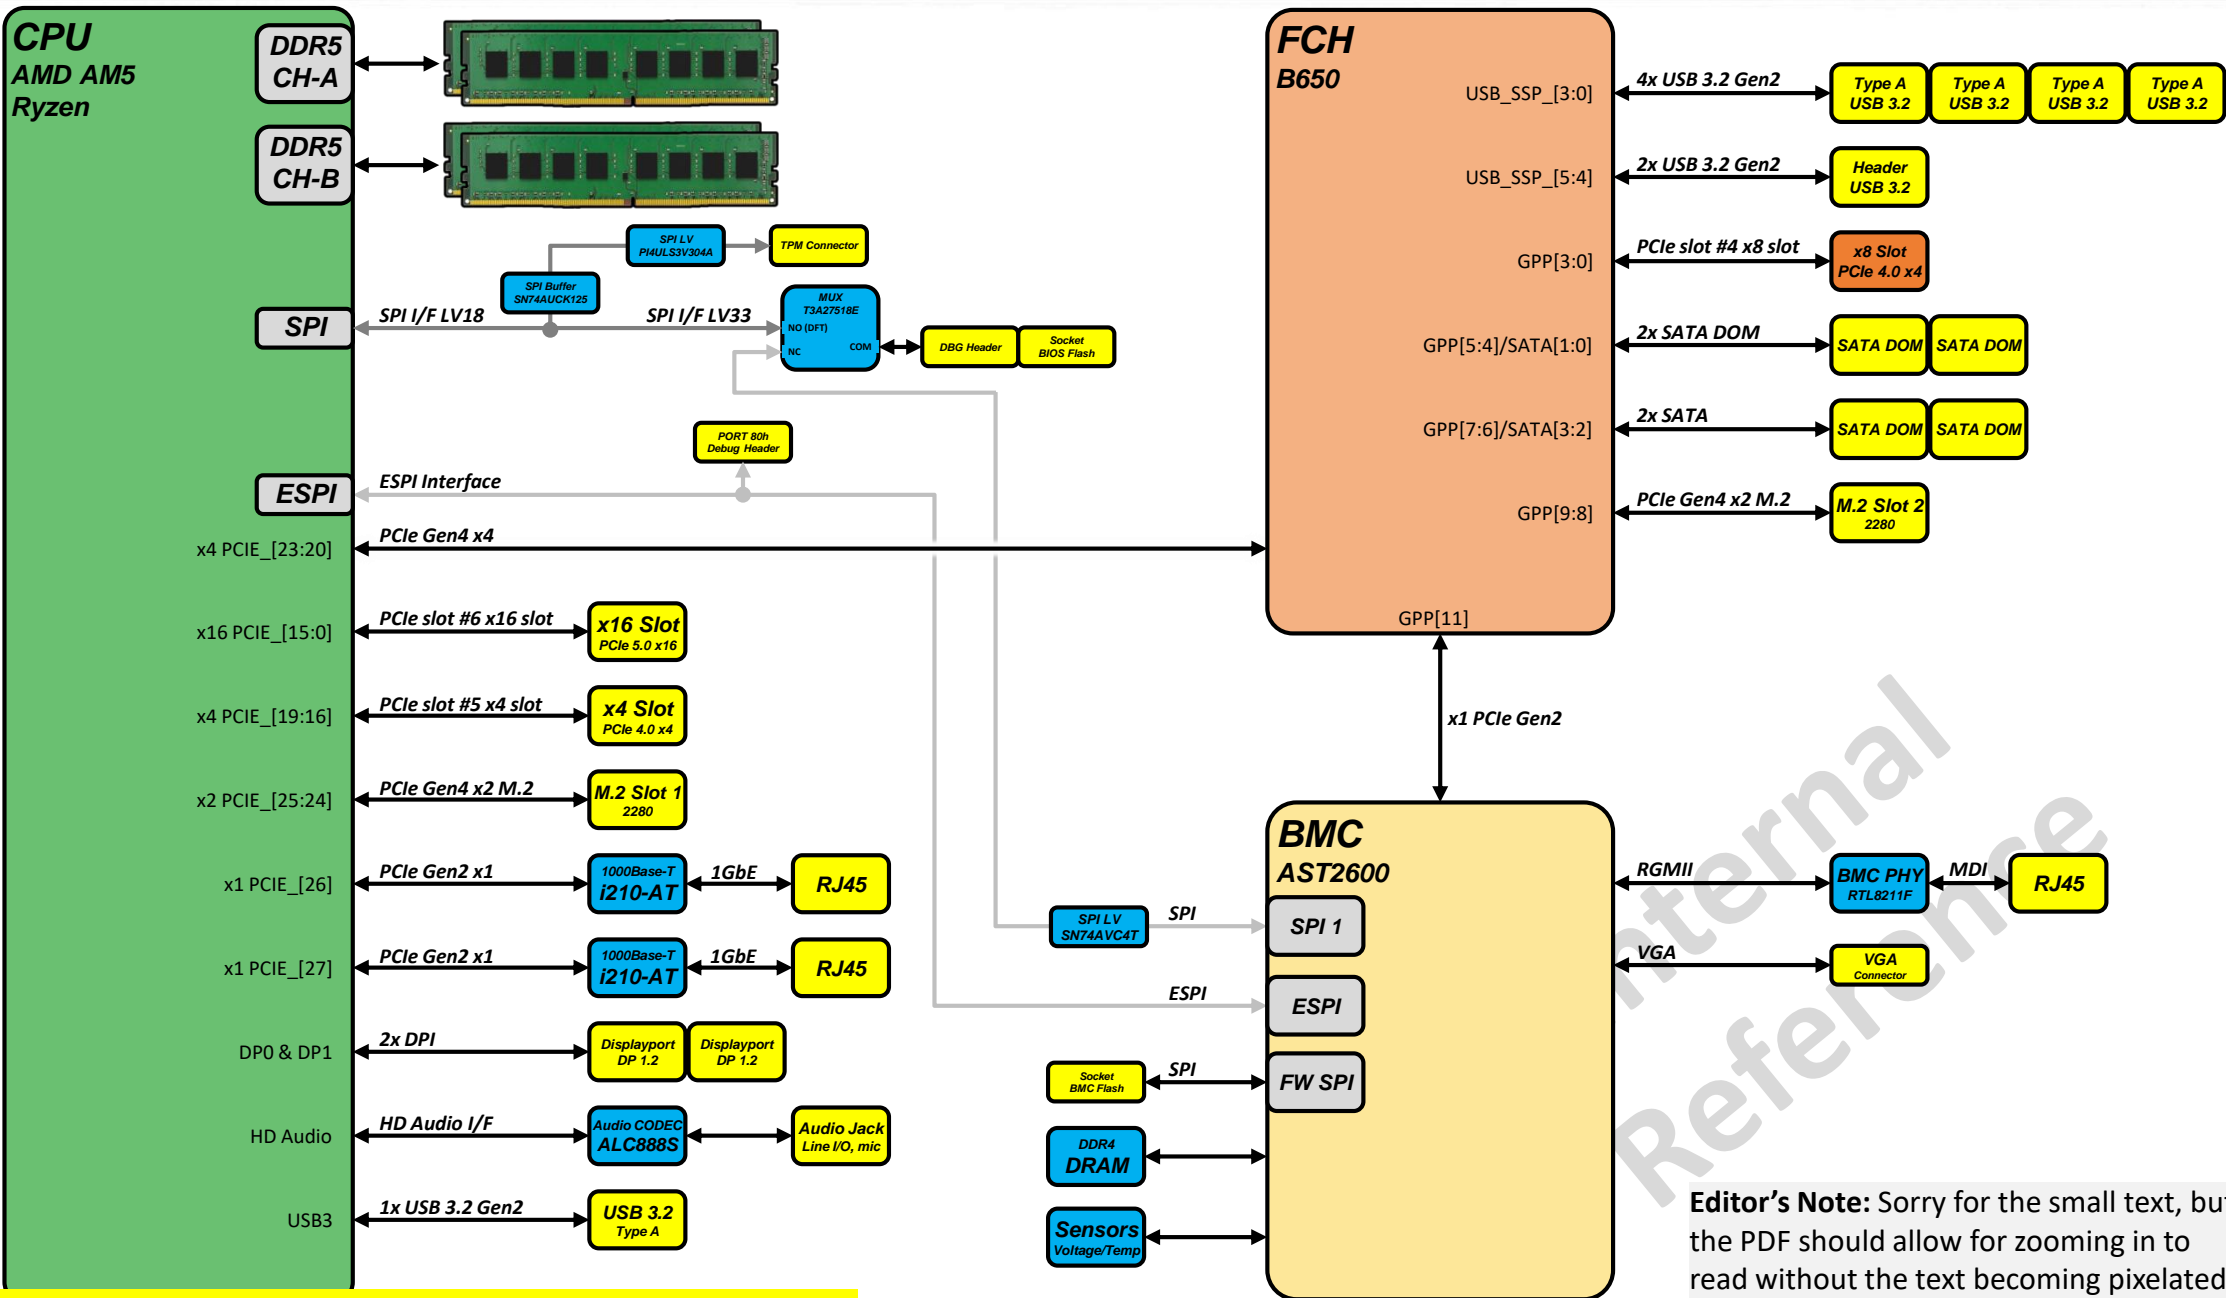 CPU
AMD AM5
Ryzen
DDR5
CH-A
DDR5
CH-B
SPI LV
PI4ULS3V304A
TPM Connector
SPI Buffer
SN74AUCK125
SPI
SPI I/F LV18
SPI I/F LV33
MUX
T3A27518E
NO (DFT)
NC
COM
DBG Header
Socket
BIOS Flash
PORT 80h
Debug Header
ESPI
ESPI Interface
x4 PCIE_[23:20]
PCIe Gen4 x4
x16 PCIE_[15:0]
PCIe slot #6 x16 slot
x16 Slot
PCIe 5.0 x16
x4 PCIE_[19:16]
PCIe slot #5 x4 slot
x4 Slot
PCIe 4.0 x4
x2 PCIE_[25:24]
PCIe Gen4 x2 M.2
M.2 Slot 1
2280
x1 PCIE_[26]
PCIe Gen2 x1
1000Base-T
i210-AT
1GbE
RJ45
x1 PCIE_[27]
PCIe Gen2 x1
1000Base-T
i210-AT
1GbE
RJ45
DP0 & DP1
2x DPI
Displayport
DP 1.2
Displayport
DP 1.2
HD Audio
HD Audio I/F
Audio CODEC
ALC888S
Audio Jack
Line I/O, mic
USB3
1x USB 3.2 Gen2
USB 3.2
Type A
FCH
B650
USB_SSP_[3:0]
4x USB 3.2 Gen2
Type A
USB 3.2
Type A
USB 3.2
Type A
USB 3.2
Type A
USB 3.2
USB_SSP_[5:4]
2x USB 3.2 Gen2
Header
USB 3.2
GPP[3:0]
PCIe slot #4 x8 slot
x8 Slot
PCIe 4.0 x4
GPP[5:4]/SATA[1:0]
2x SATA DOM
SATA DOM
SATA DOM
GPP[7:6]/SATA[3:2]
2x SATA
SATA DOM
SATA DOM
GPP[9:8]
PCIe Gen4 x2 M.2
M.2 Slot 2
2280
GPP[11]
x1 PCIe Gen2
BMC
AST2600
SPI LV
SN74AVC4T
SPI
SPI 1
ESPI
ESPI
Socket
BMC Flash
SPI
FW SPI
DDR4
DRAM
Sensors
Voltage/Temp
RGMII
BMC PHY
RTL8211F
MDI
RJ45
VGA
VGA
Connector
nternal
Reference
Editor's Note: Sorry for the small text, but
the PDF should allow for zooming in to
read without the text becoming pixelated